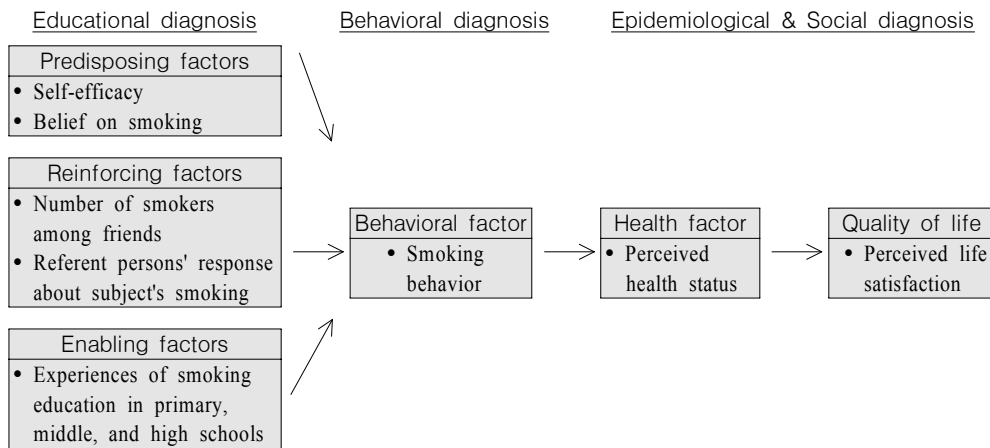 Educational diagnosis
Behavioral diagnosis
Epidemiological & Social diagnosis
Predisposing factors
• Self-efficacy
• Belief on smoking
Reinforcing factors
• Number of smokers
among friends
• Referent persons' response
about subject's smoking
Enabling factors
• Experiences of smoking
education in primary,
middle, and high schools
Behavioral factor
• Smoking
behavior
Health factor
• Perceived
health status
Quality of life
• Perceived life
satisfaction